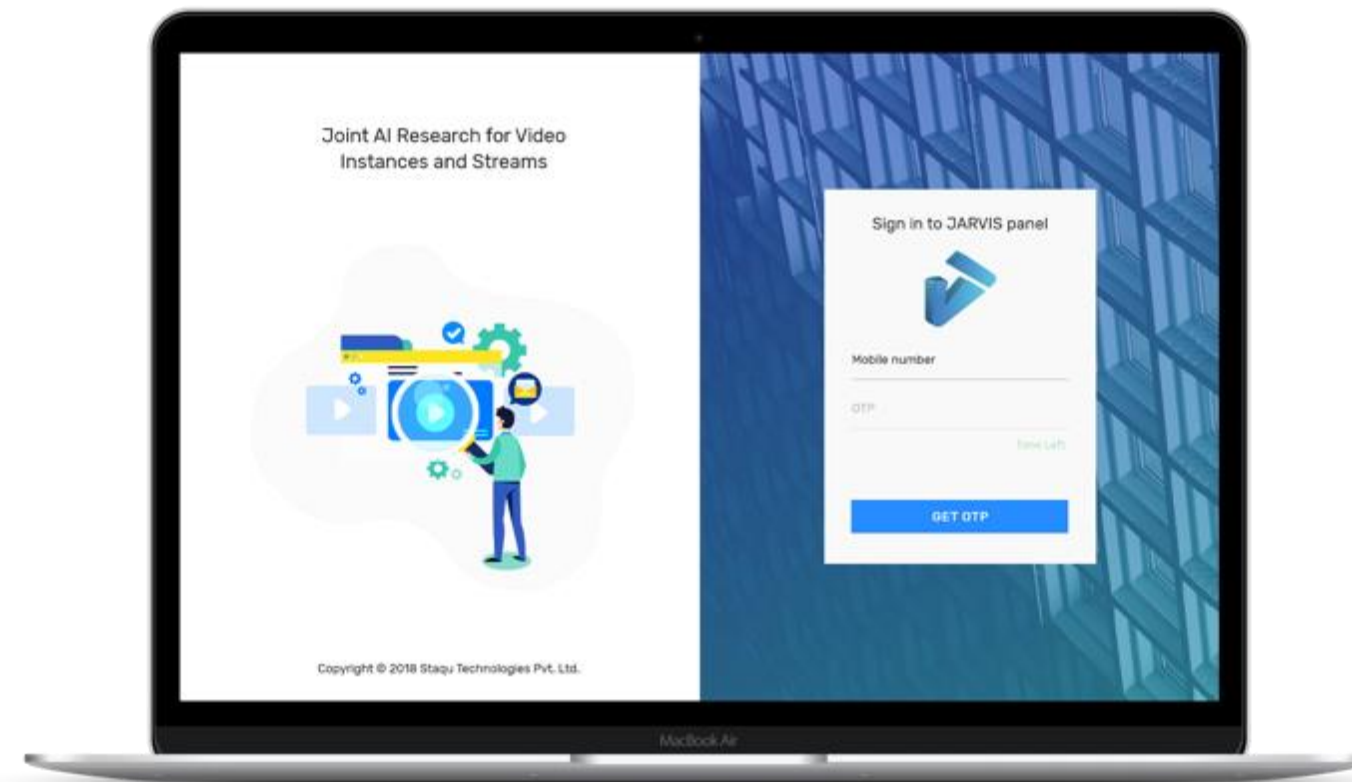 Joint AI Research for Video
Instances and Streams
Copyright © 2018 Staqu Technologies Pvt. Ltd.
Sign in to JARVIS panel
Mobile number
OTP
Time Left
GET OTP
MacBook Air